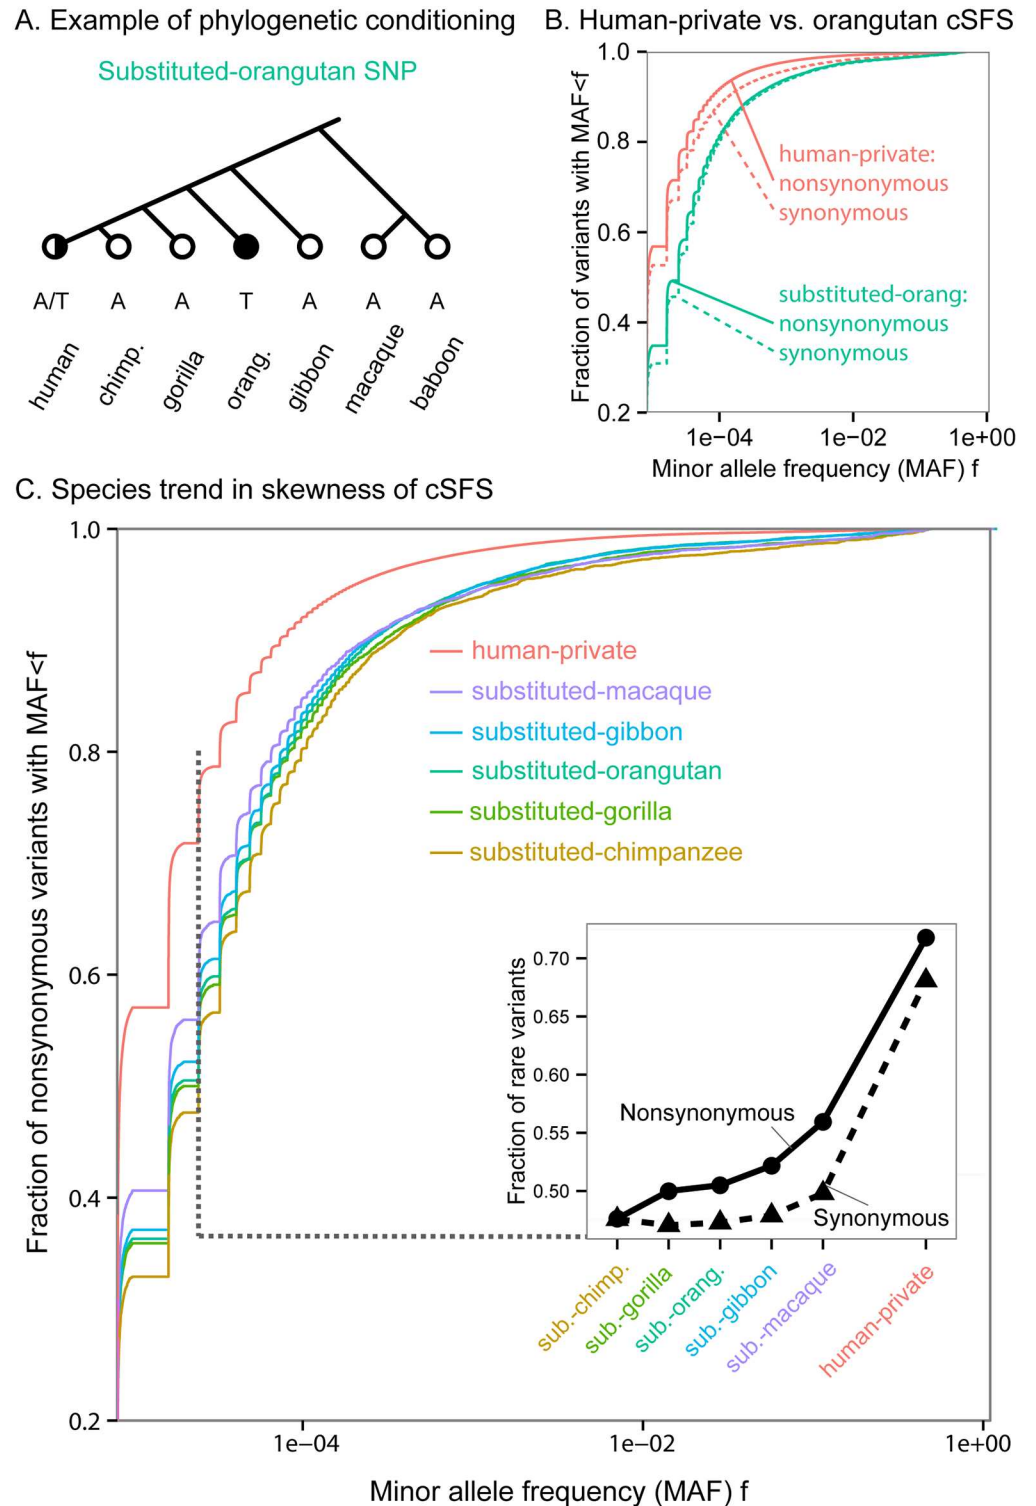 A. Example of phylogenetic conditioning
Substituted-orangutan SNP
A/T A A T A A A
human chimp. gorilla orang. gibbon macaque baboon
B. Human-private vs. orangutan cSFS
Fraction of variants with MAF<f
1.0
0.8
0.6
0.4
0.2
human-private:
nonsynonymous
synonymous
substituted-orang:
nonsynonymous
synonymous
1e−04 1e−02 1e+00
Minor allele frequency (MAF) f
C. Species trend in skewness of cSFS
Fraction of nonsynonymous variants with MAF<f
1.0
0.8
0.6
0.4
0.2
human-private
substituted-macaque
substituted-gibbon
substituted-orangutan
substituted-gorilla
substituted-chimpanzee
Fraction of rare variants
0.70
0.65
0.60
0.55
0.50
Nonsynonymous
Synonymous
sub.-chimp. sub.-gorilla sub.-orang. sub.-gibbon sub.-macaque human-private
1e−04 1e−02 1e+00
Minor allele frequency (MAF) f